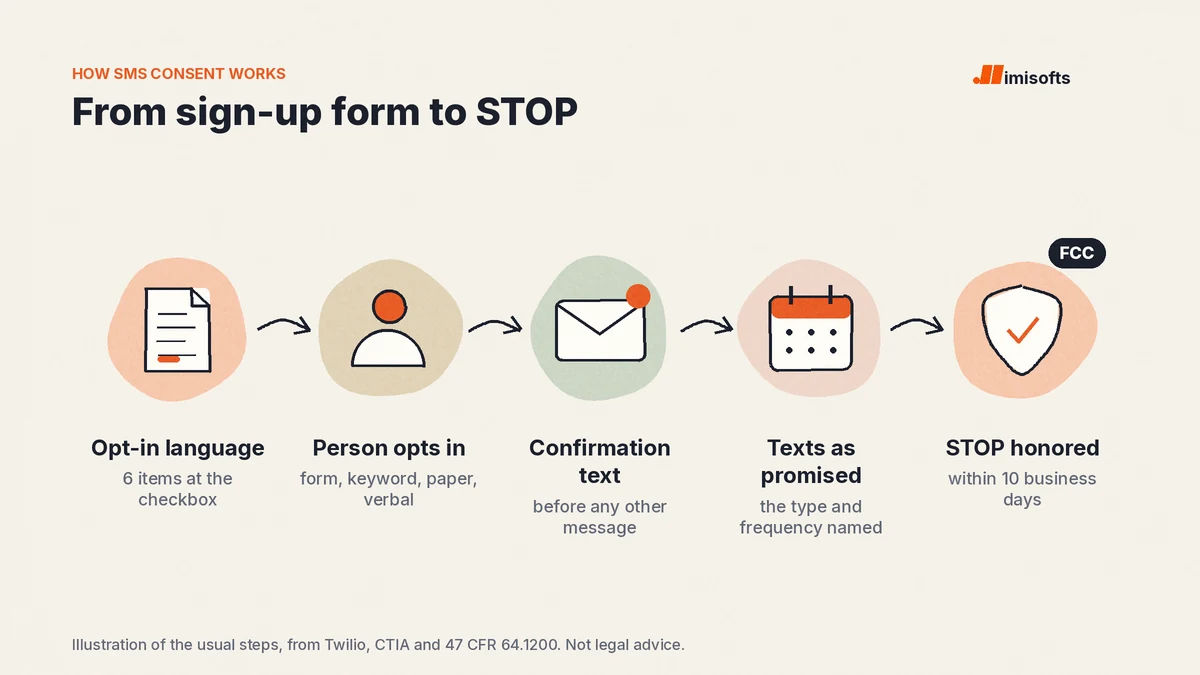 HOW SMS CONSENT WORKS
From sign-up form to STOP
imisofts
FCC
Opt-in language
6 items at the
checkbox
Person opts in
form, keyword, paper,
verbal
Confirmation
text
before any other
message
Texts as
promised
the type and
frequency named
STOP honored
within 10 business
days
Illustration of the usual steps, from Twilio, CTIA and 47 CFR 64.1200. Not legal advice.